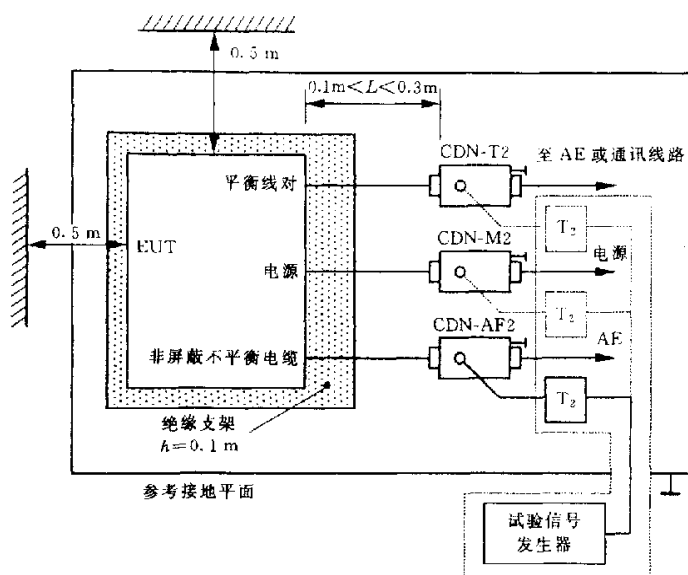 0.5 m
0.1m<L<0.3m
CDN-T2
至 AE 或通讯线路
平衡线对
T₂
0.5 m
EUT
CDN-M2
电源
电源
T₂
CDN-AF2
AE
非屏蔽不平衡电缆
T₂
绝缘支架
h=0.1 m
参考接地平面
试验信号
发生器